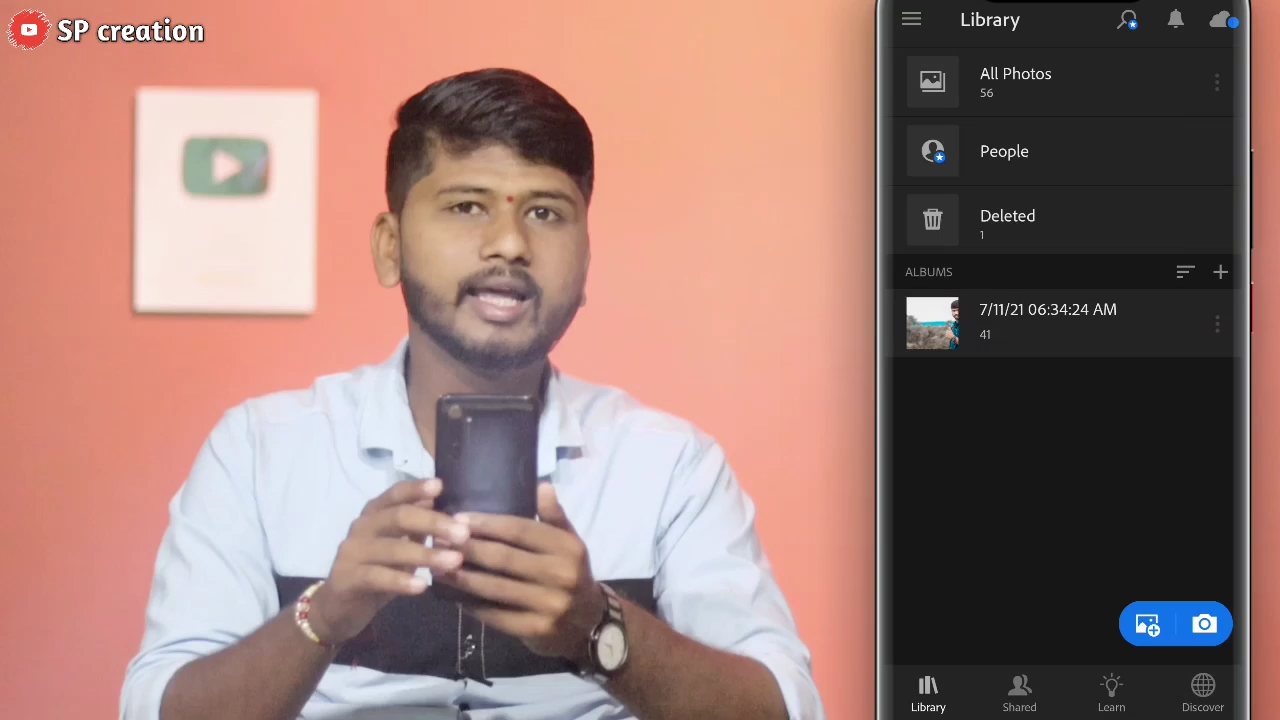 SP creation
Library
All Photos
56
People
Deleted
1
ALBUMS
7/11/21 06:34:24 AM
41
Library
Shared
Learn
Discover